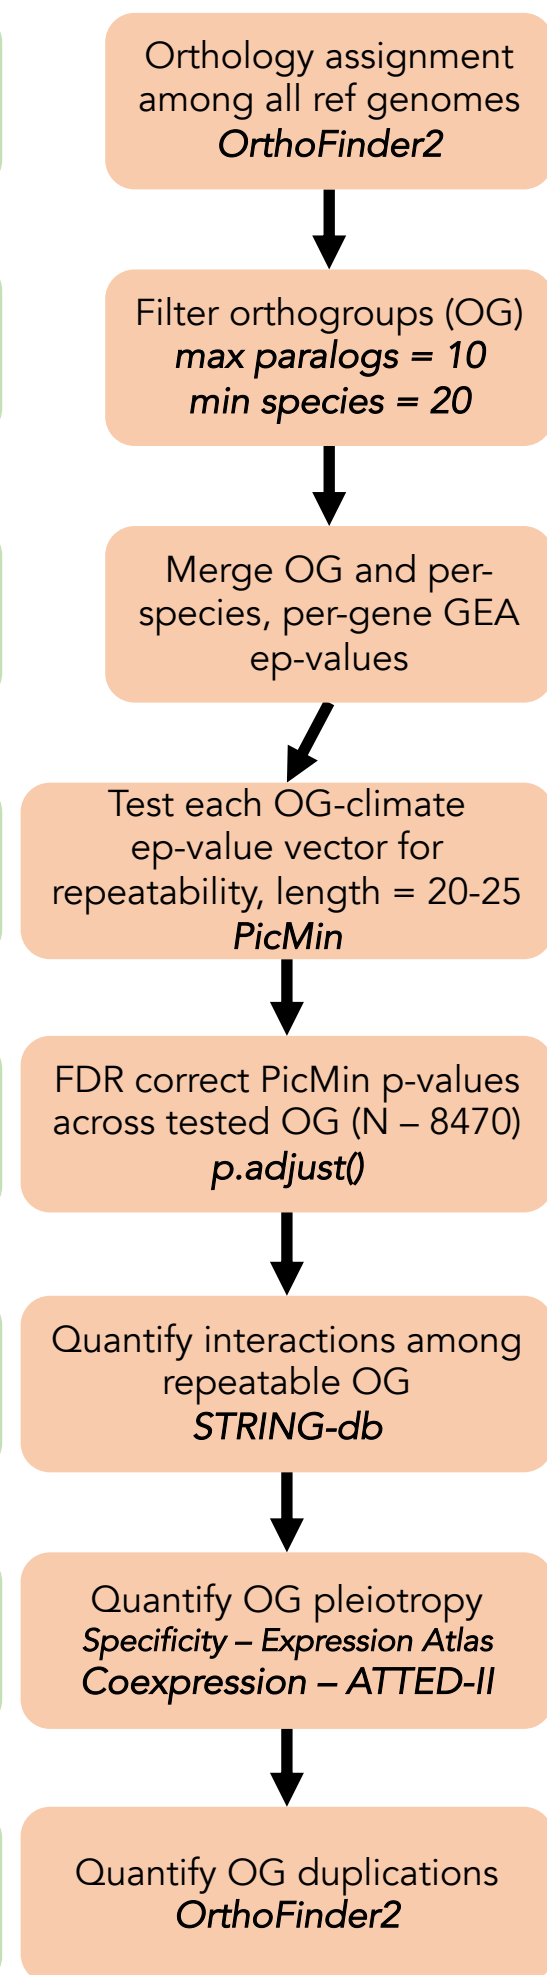 Orthology assignment
among all ref genomes
OrthoFinder2
Filter orthogroups (OG)
max paralogs = 10
min species = 20
Merge OG and per-
species, per-gene GEA
ep-values
Test each OG-climate
ep-value vector for
repeatability, length = 20-25
PicMin
FDR correct PicMin p-values
across tested OG (N – 8470)
p.adjust()
Quantify interactions among
repeatable OG
STRING-db
Quantify OG pleiotropy
Specificity – Expression Atlas
Coexpression – ATTED-II
Quantify OG duplications
OrthoFinder2